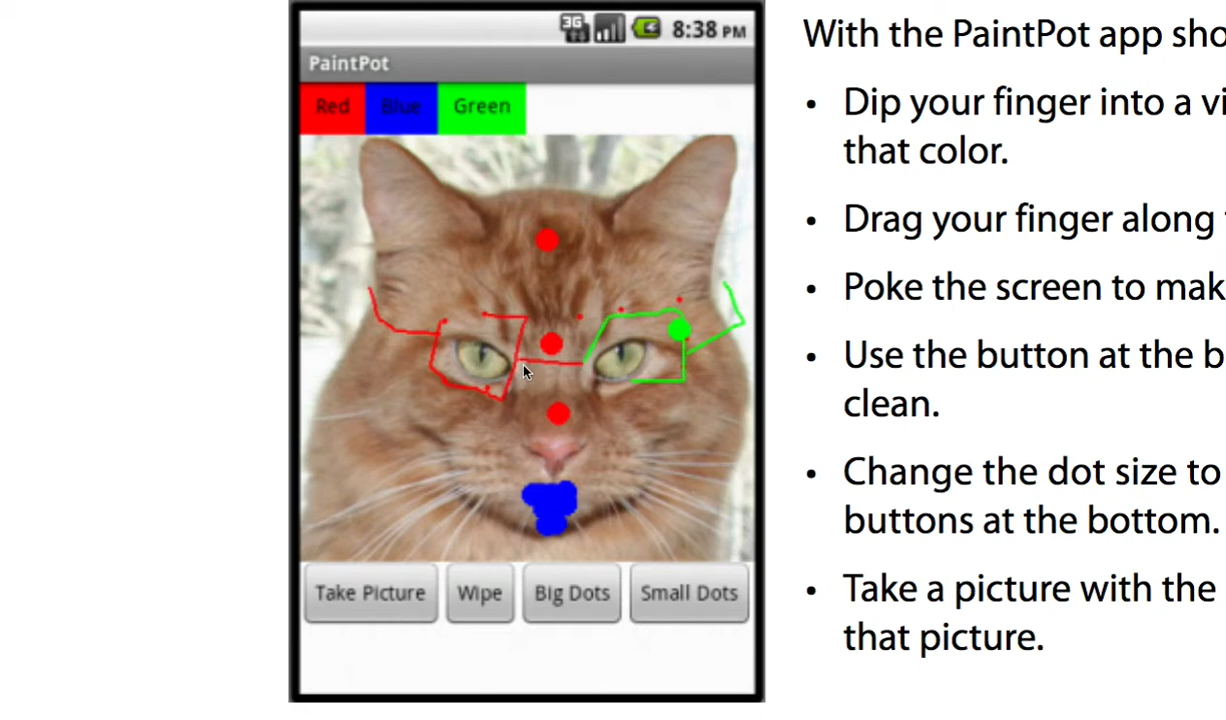 3G 8:38 PM
PaintPot
Red Blue Green
Take Picture Wipe Big Dots Small Dots
With the PaintPot app sho
• Dip your finger into a vi
that color.
• Drag your finger along
• Poke the screen to mak
• Use the button at the b
clean.
• Change the dot size to
buttons at the bottom.
• Take a picture with the
that picture.